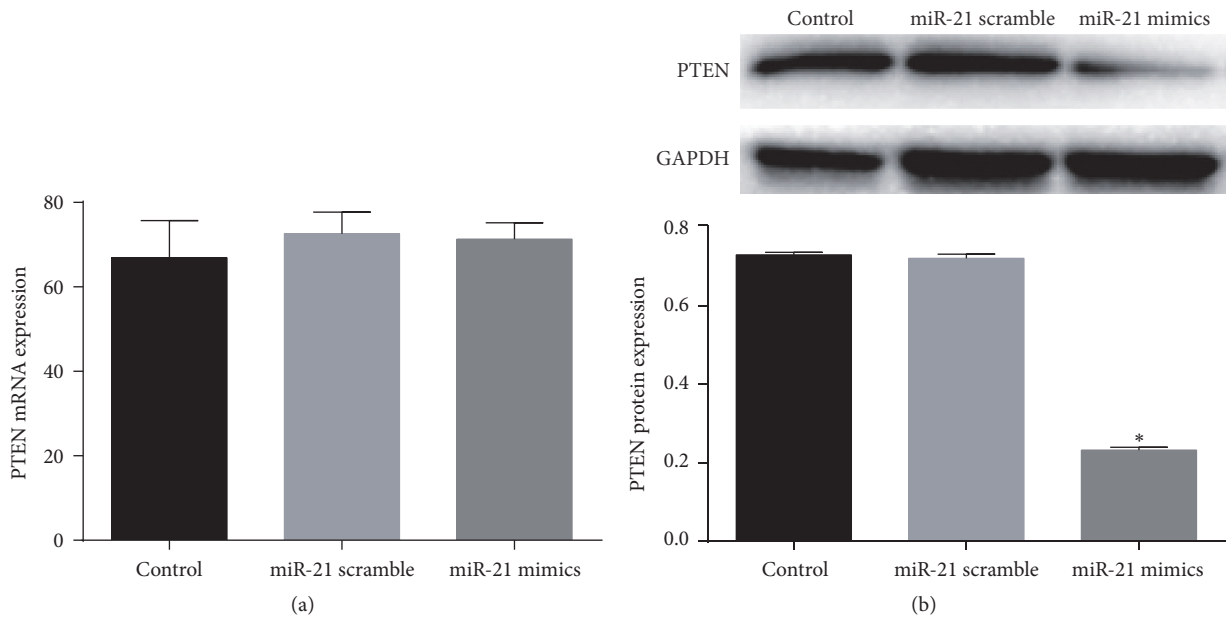 PTEN mRNA expression
80
60
40
20
0
Control miR-21 scramble miR-21 mimics
(a)
Control miR-21 scramble miR-21 mimics
PTEN
GAPDH
PTEN protein expression
0.8
0.6
0.4
0.2
0.0
*
Control miR-21 scramble miR-21 mimics
(b)